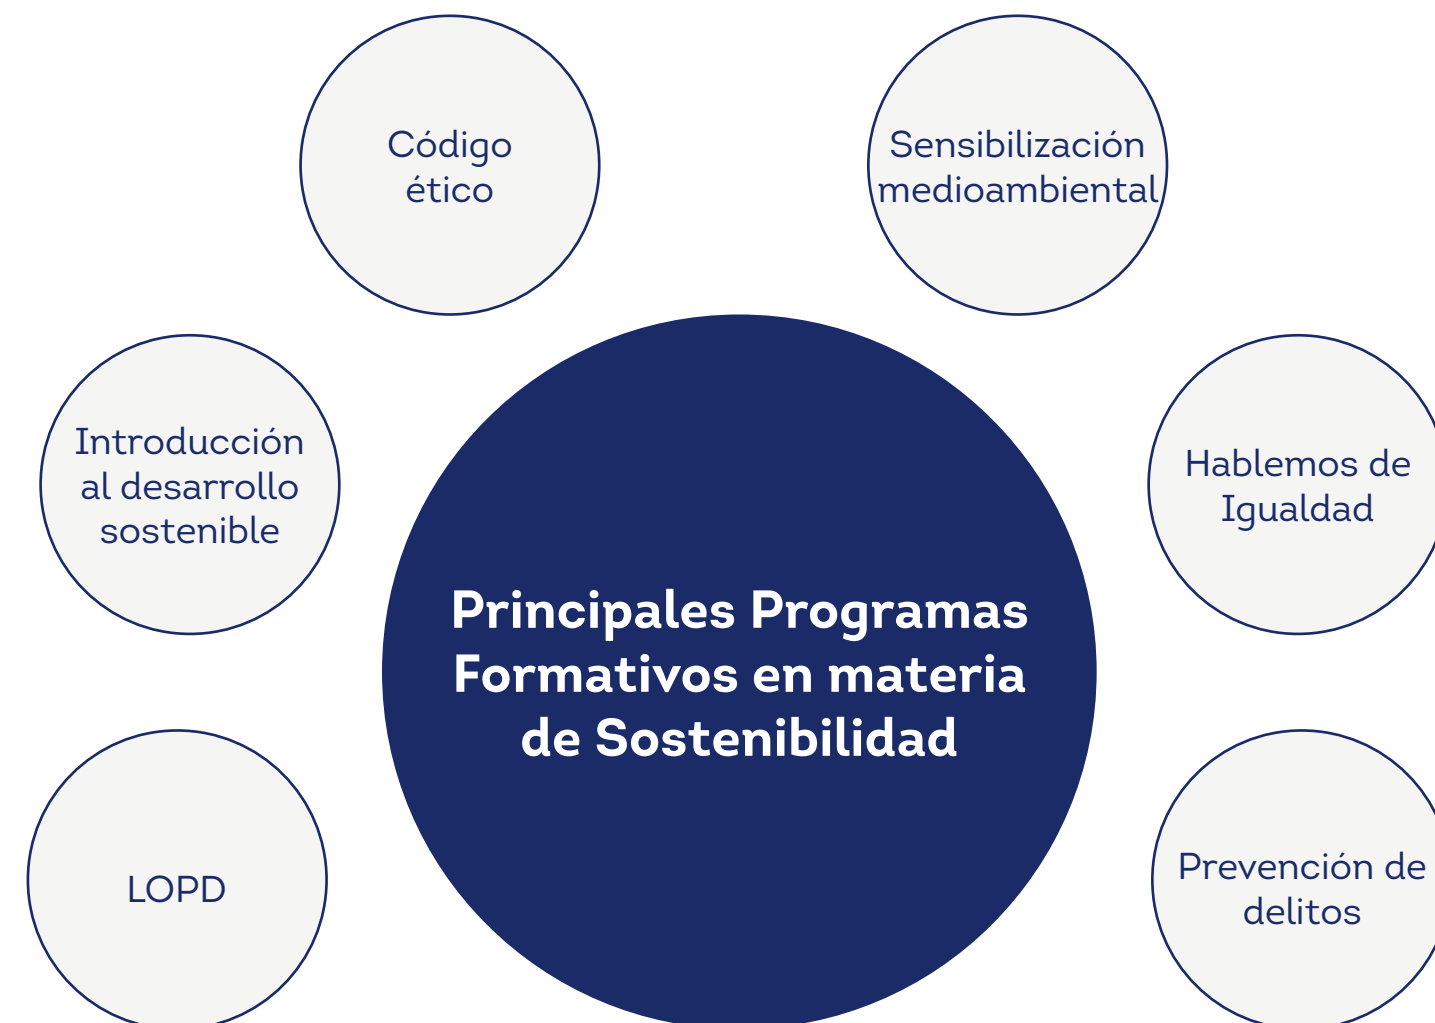 Código
ético
Sensibilización
medioambiental
Introducción
al desarrollo
sostenible
Hablemos de
Igualdad
Principales Programas
Formativos en materia
de Sostenibilidad
LOPD
Prevención de
delitos